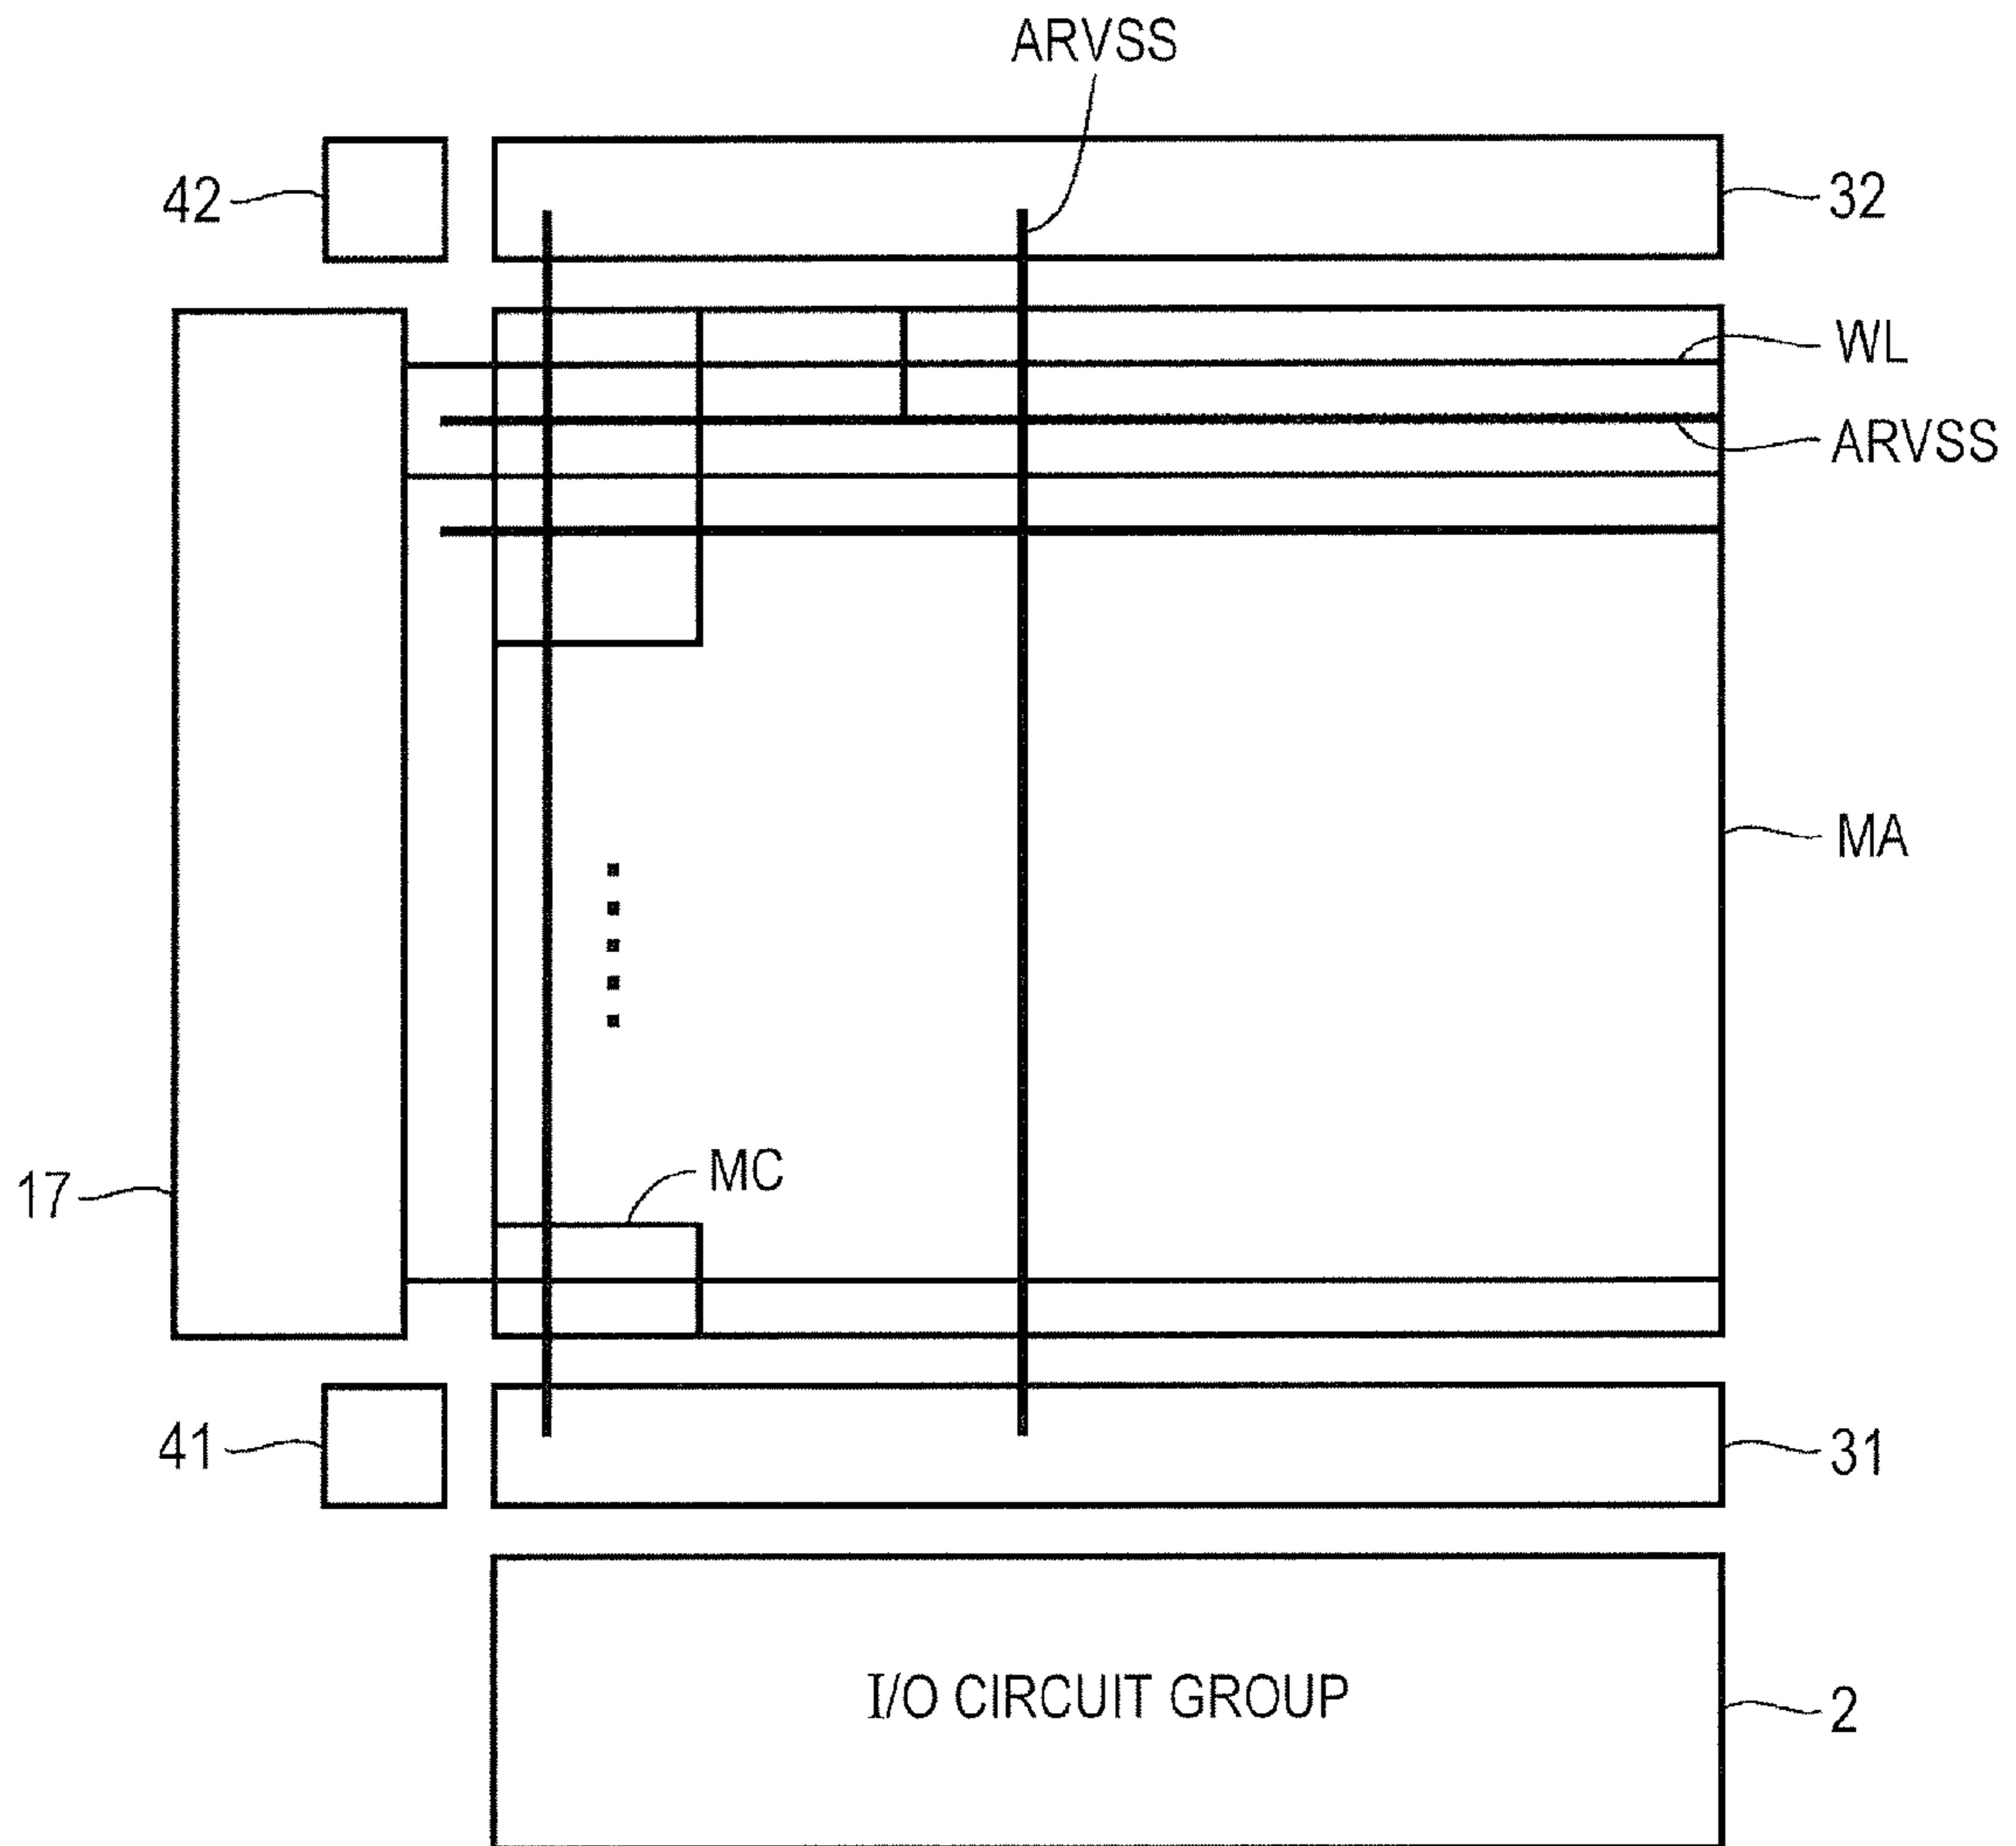 ARVSS
42
32
WL
ARVSS
MA
MC
17
41
31
I/O CIRCUIT GROUP
2